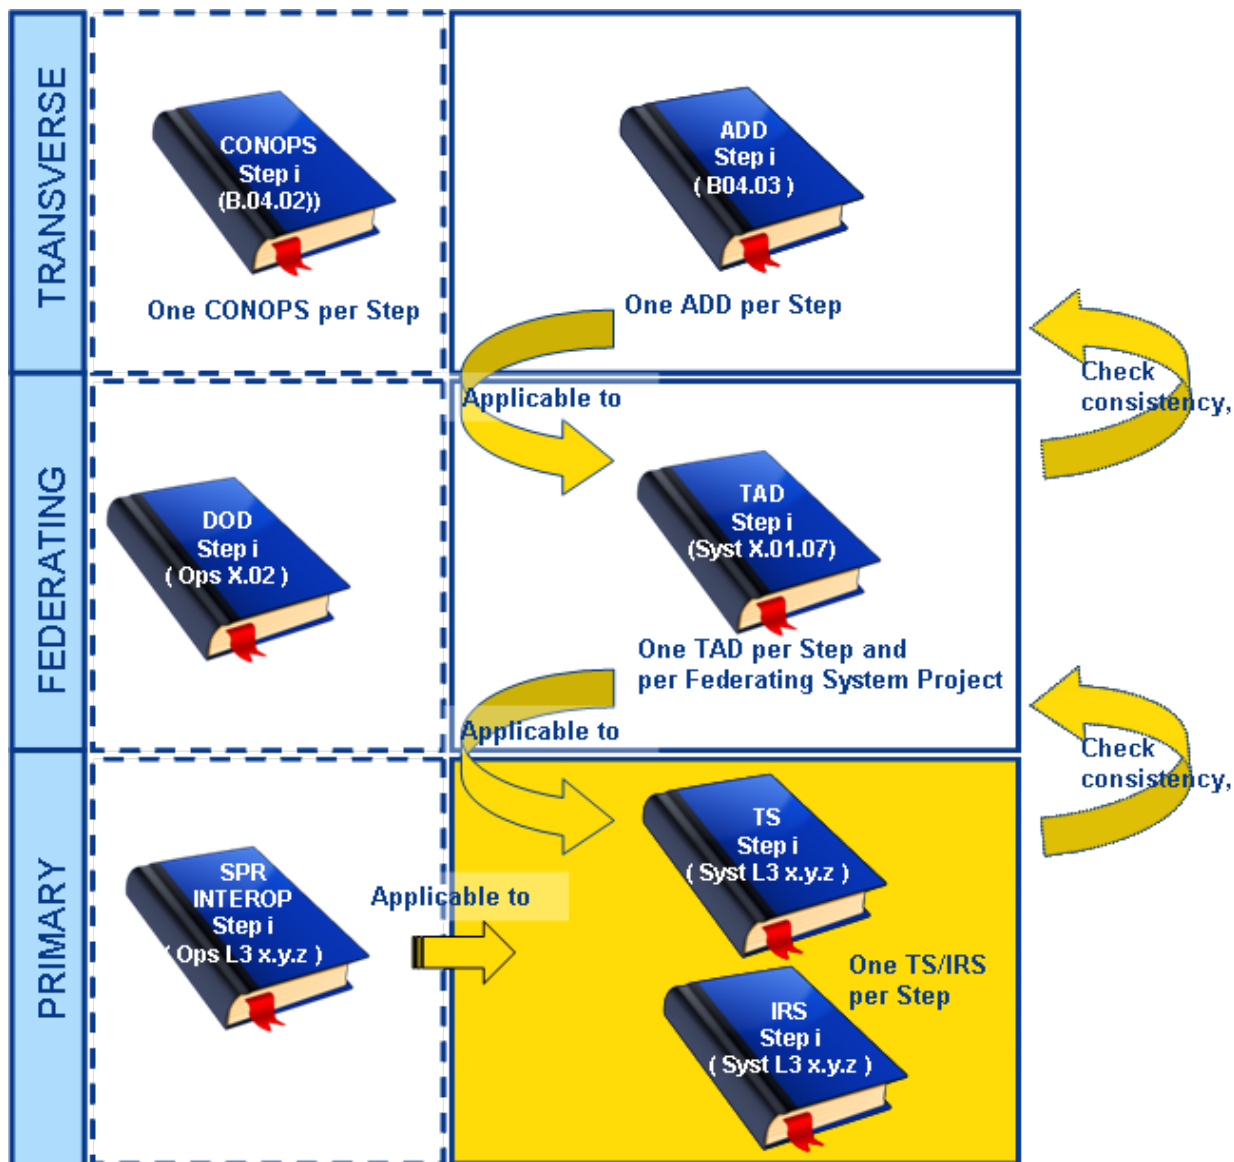 TRANSVERSE
CONOPS
Step i
(B.04.02))
One CONOPS per Step
ADD
Step i
( B04.03 )
One ADD per Step
Applicable to
Check
consistency,
FEDERATING
DOD
Step i
( Ops X.02 )
TAD
Step i
(Syst X.01.07)
One TAD per Step and
per Federating System Project
Applicable to
Check
consistency,
PRIMARY
SPR
INTEROP
Step i
( Ops L3 x.y.z )
Applicable to
TS
Step i
( Syst L3 x.y.z )
One TS/IRS
per Step
IRS
Step i
( Syst L3 x.y.z )